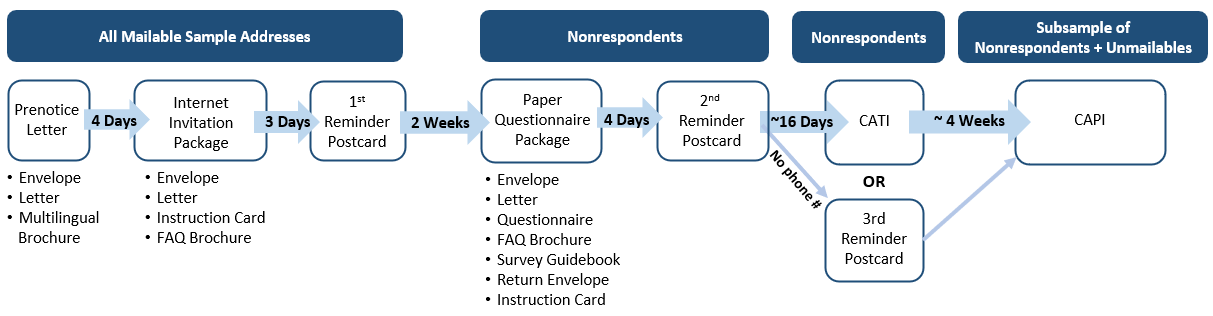 All Mailable Sample Addresses
Nonrespondents
Nonrespondents
Subsample of
Nonrespondents + Unmailables
Prenotice
Letter
4 Days
Internet
Invitation
Package
3 Days
1st
Reminder
Postcard
2 Weeks
Paper
Questionnaire
Package
4 Days
2nd
Reminder
Postcard
~16 Days
CATI
~ 4 Weeks
CAPI
No phone #
OR
3rd
Reminder
Postcard
• Envelope
• Letter
• Multilingual
Brochure
• Envelope
• Letter
• Instruction Card
• FAQ Brochure
• Envelope
• Letter
• Questionnaire
• FAQ Brochure
• Survey Guidebook
• Return Envelope
• Instruction Card